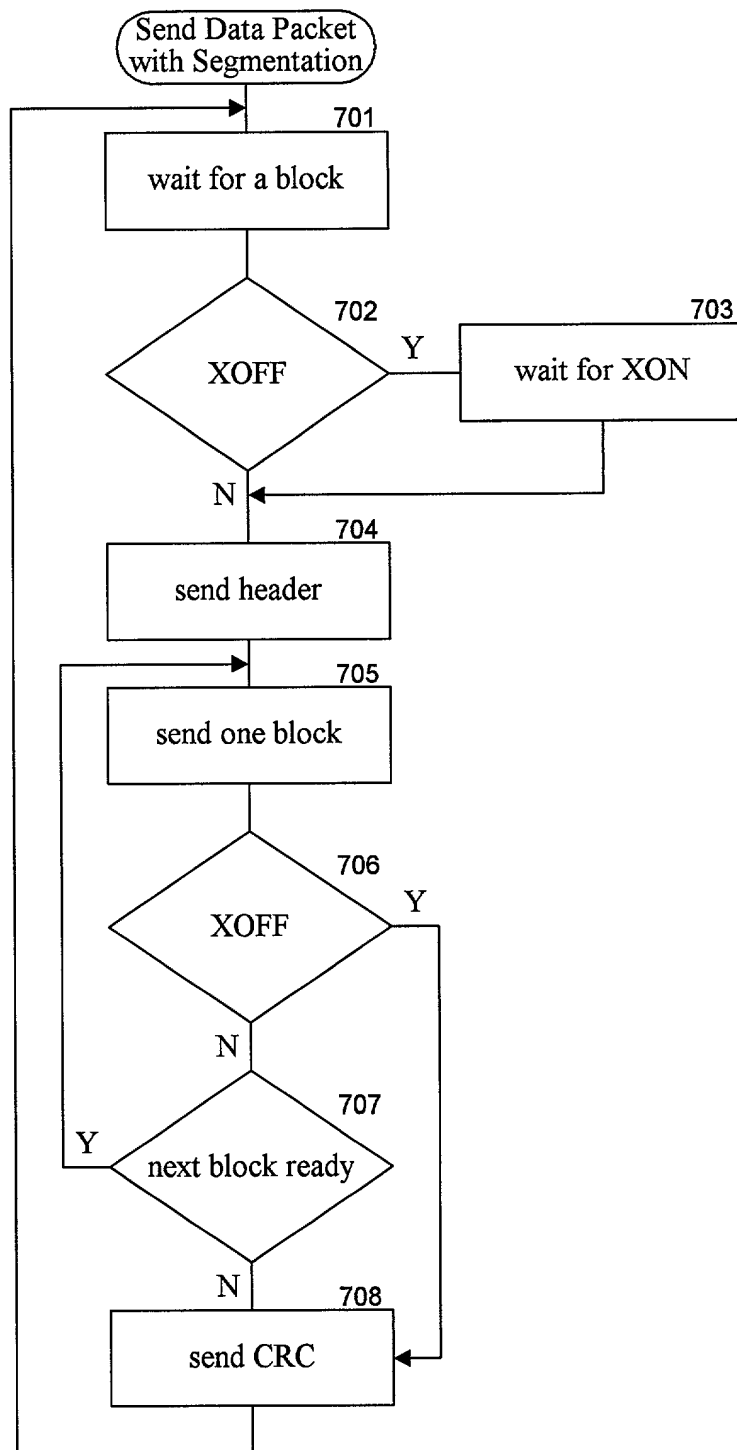 Send Data Packet
with Segmentation
701
wait for a block
702
XOFF
Y
703
wait for XON
N
704
send header
705
send one block
706
XOFF
Y
N
707
Y
next block ready
N
708
send CRC